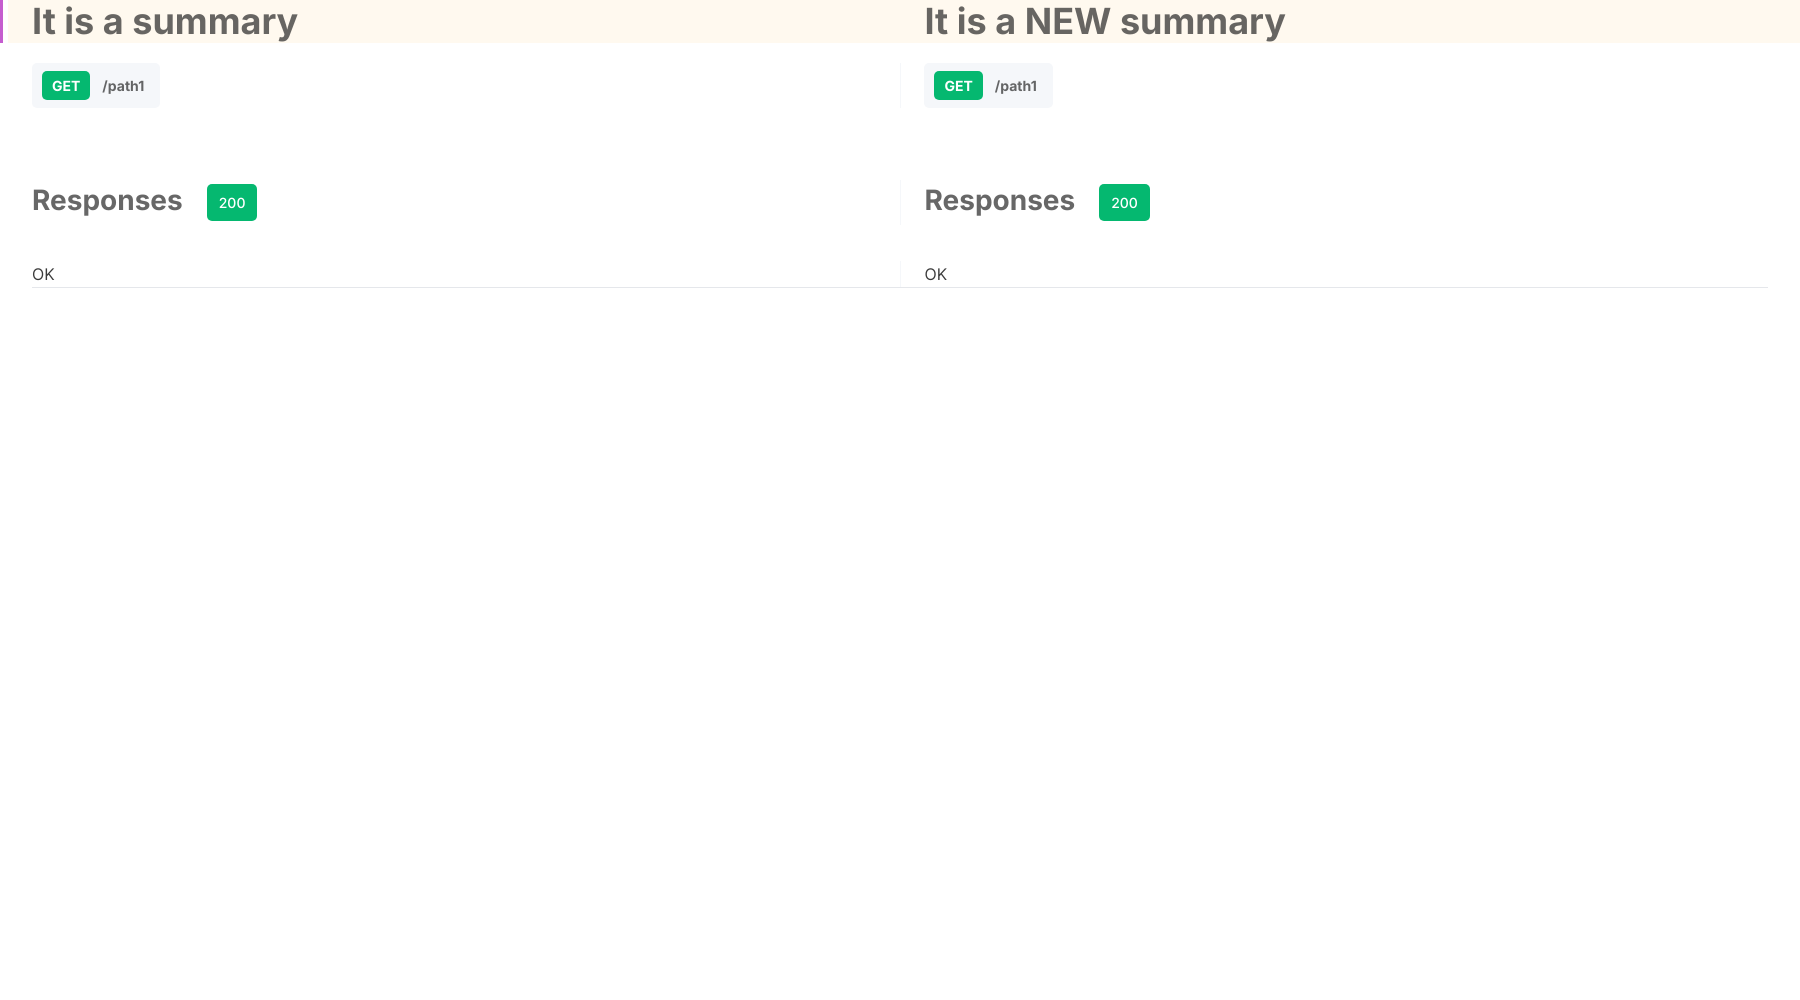 It is a summary
It is a NEW summary
GET /path1
GET /path1
Responses 200
Responses 200
OK
OK